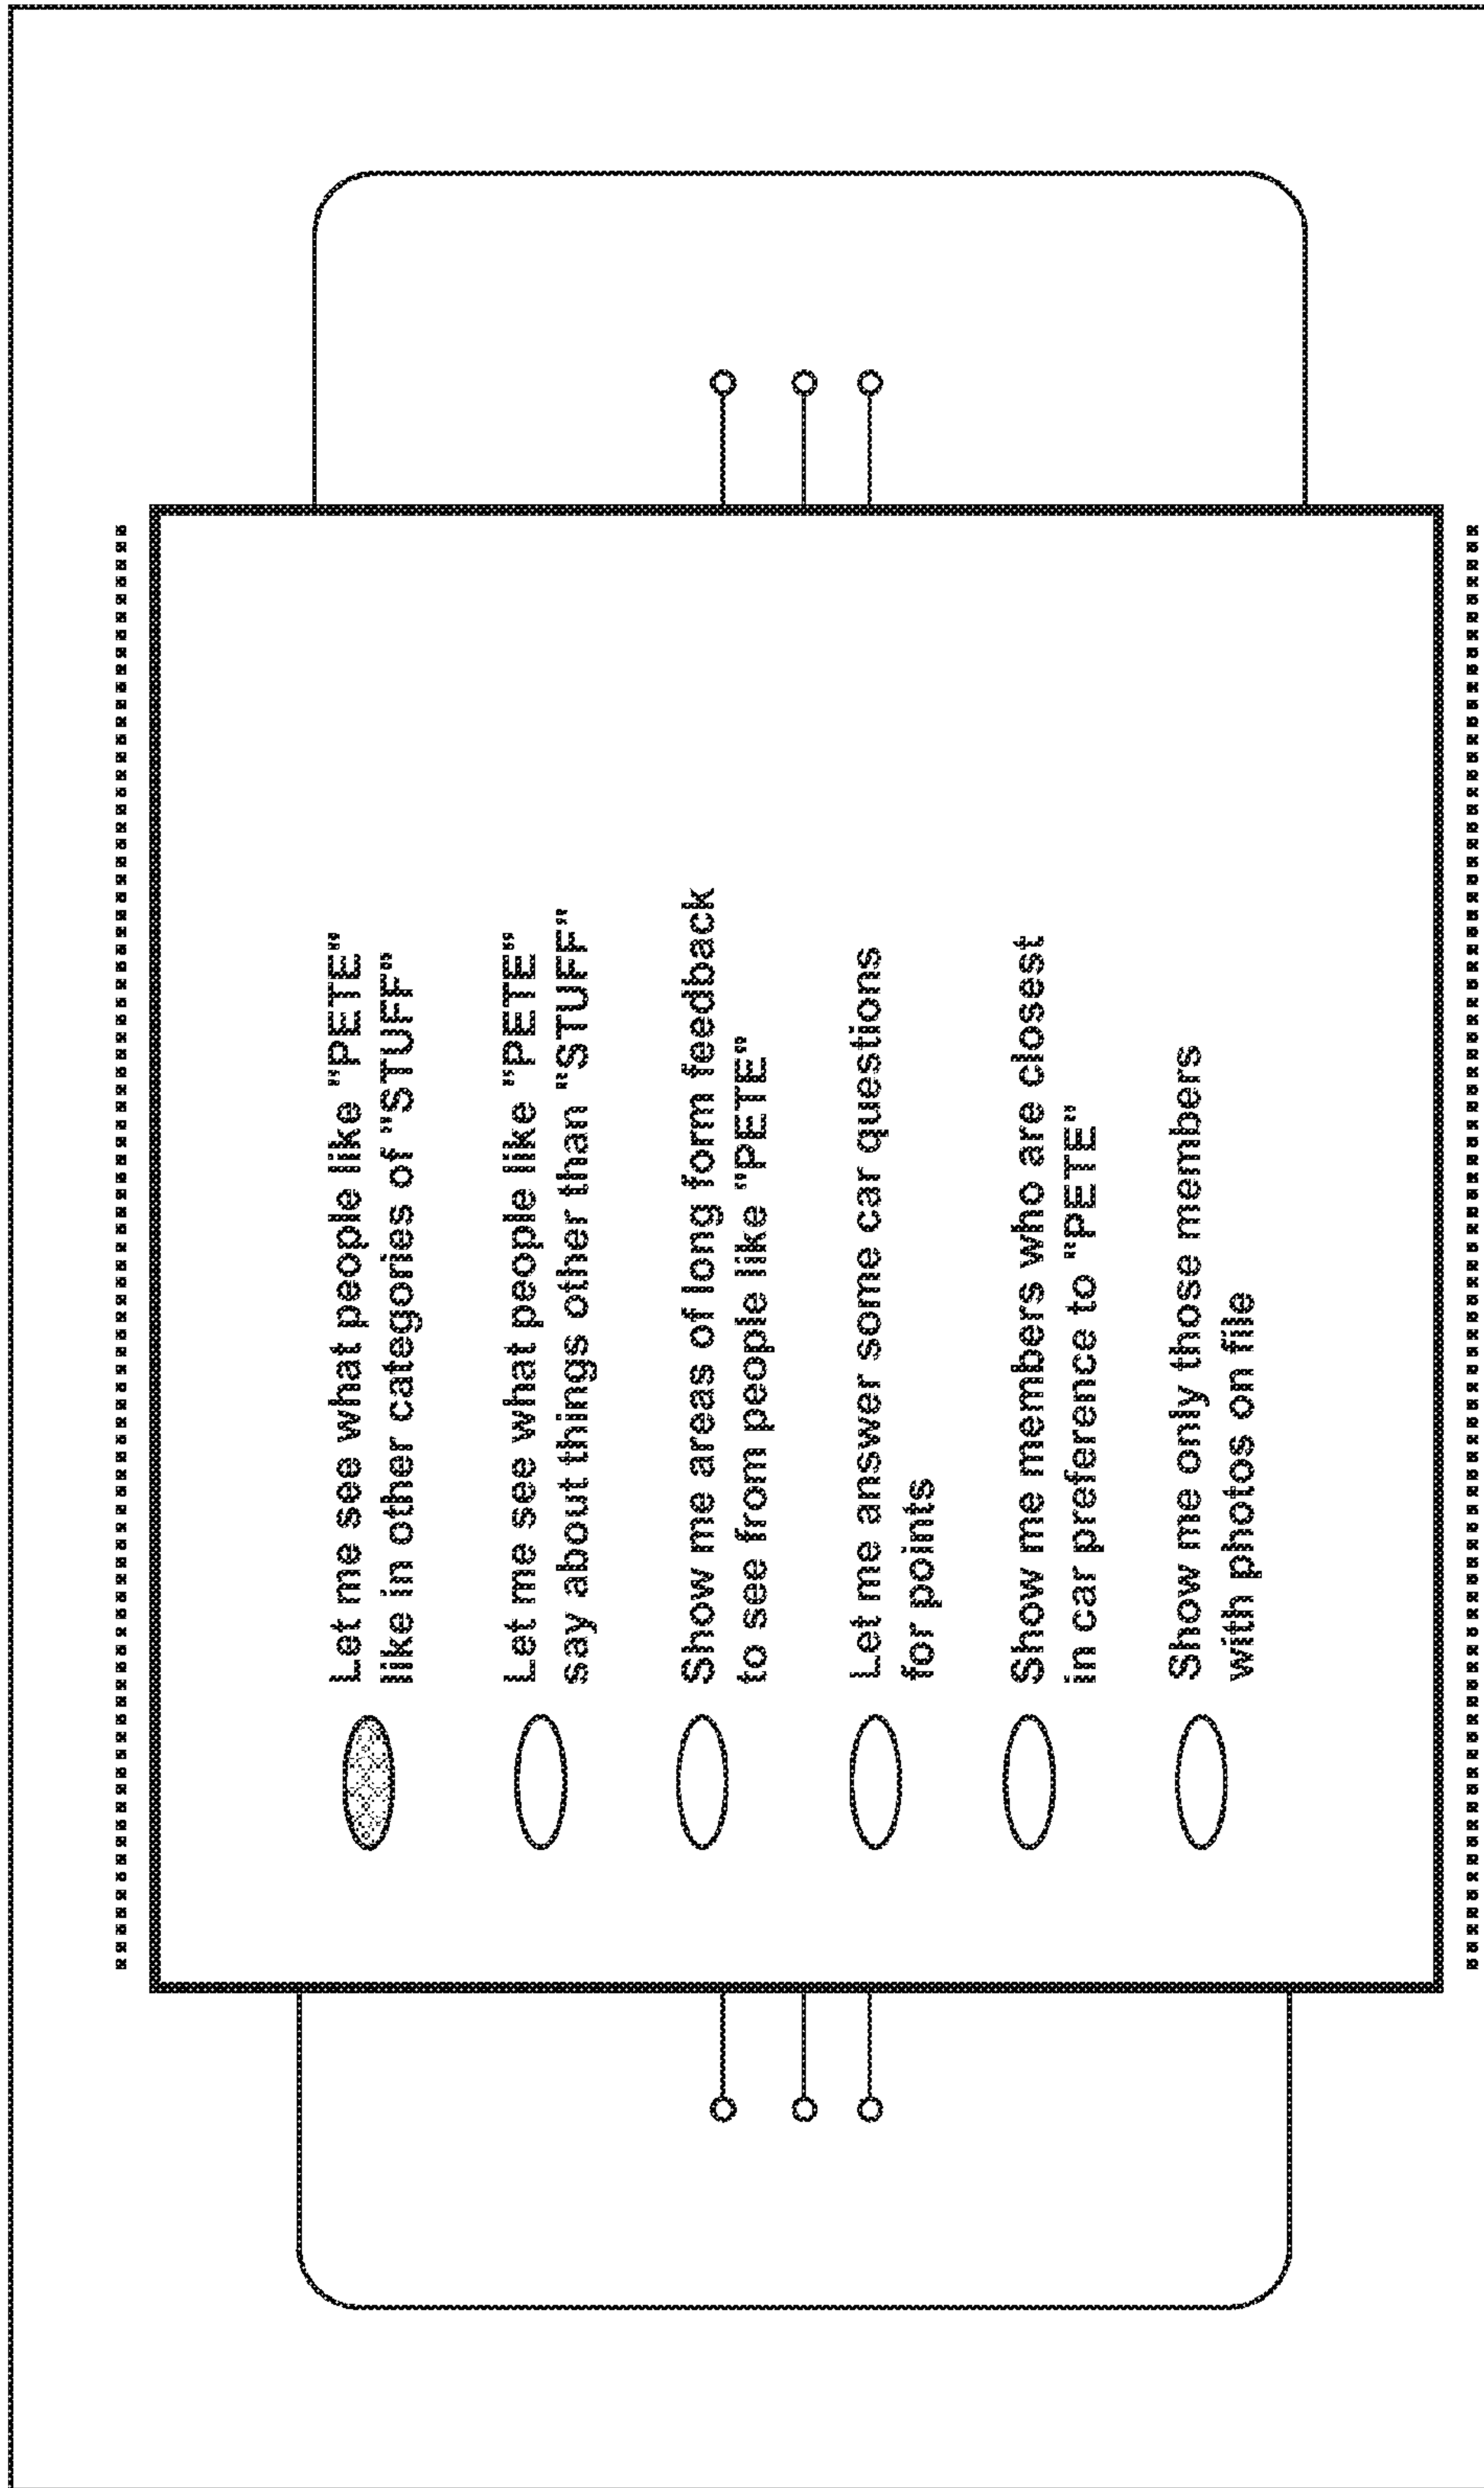 Let me see what people like "PETE"
like in other categories of "STUFF"
Let me see what people like "PETE"
say about things other than "STUFF"
Show me areas of long form feedback
to see from people like "PETE"
Let me answer some car questions
for points
Show me members who are closest
in car preference to "PETE"
Show me only those members
with photos on file